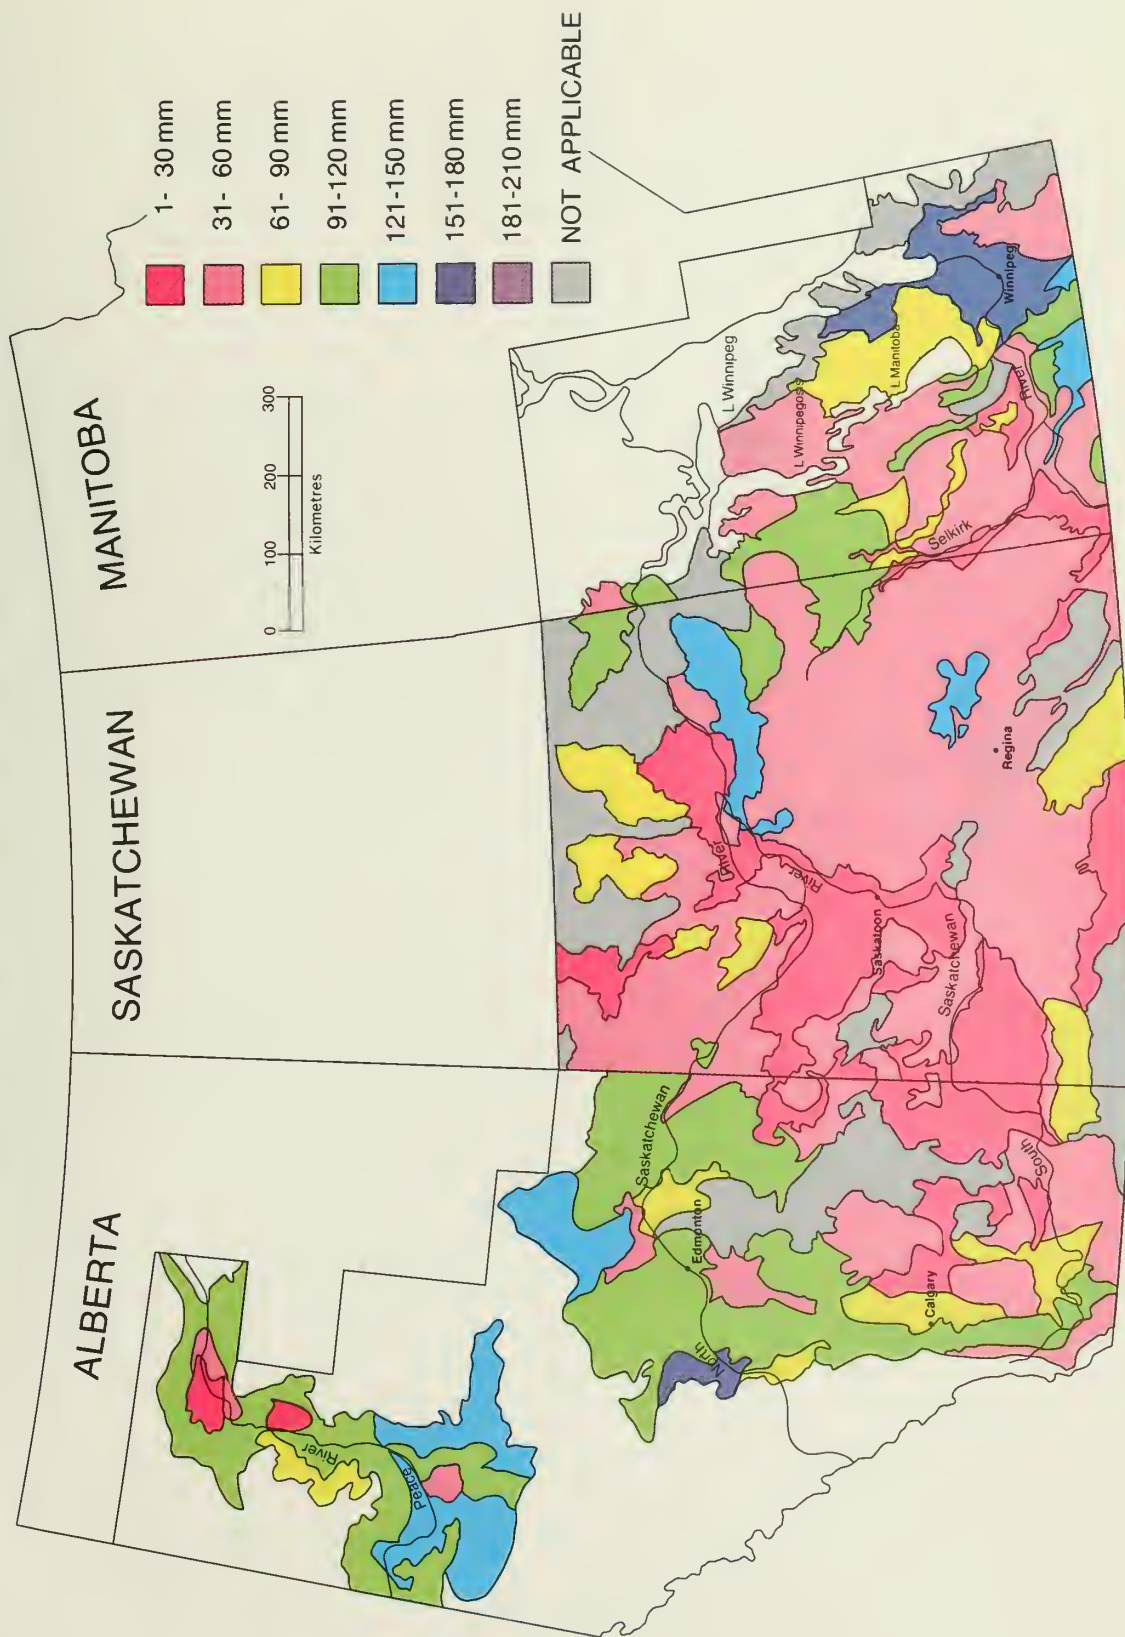 ALBERTA
SASKATCHEWAN
MANITOBA
0 100 200 300
Kilometres
1- 30 mm
31- 60 mm
61- 90 mm
91-120 mm
121-150 mm
151-180 mm
181-210 mm
NOT APPLICABLE
River
Peace
North
Saskatchewan
River
Edmonton
Calgary
South
Saskatchewan
River
Saskatoon
Regina
Selkirk
River
L Winnipeg
L Winnipegosis
L Manitoba
Winnipeg